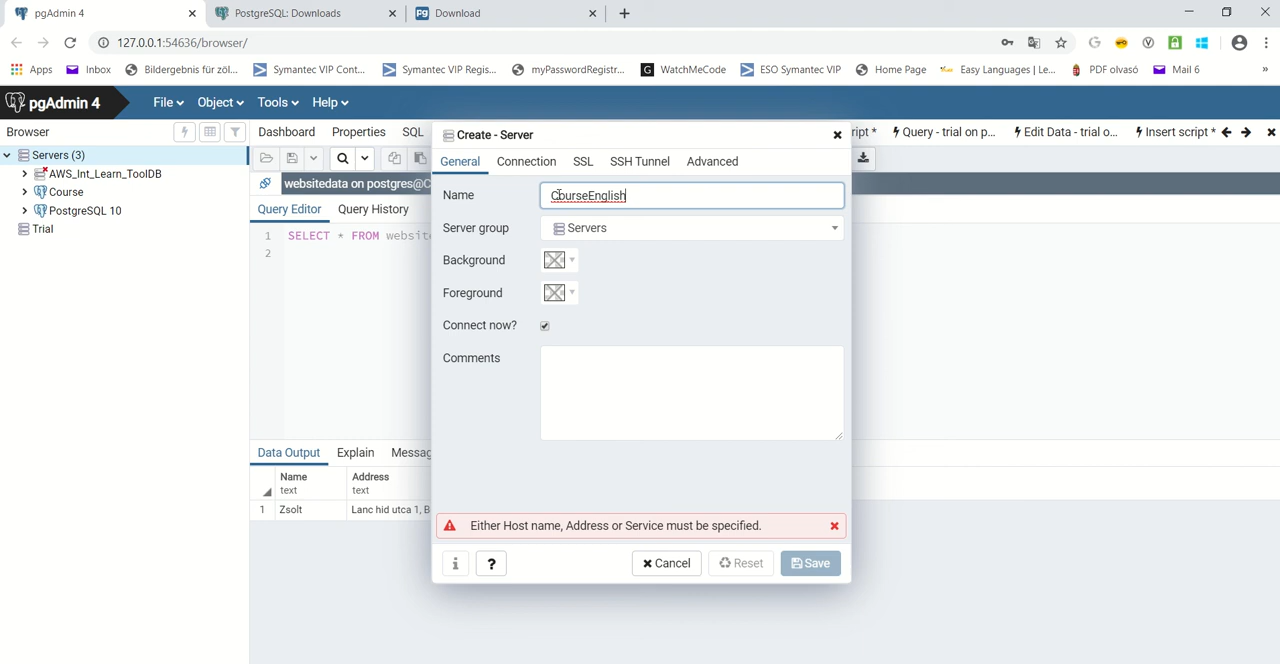 pgAdmin 4
PostgreSQL: Downloads
Download
127.0.0.1:54636/browser/
Apps
Inbox
Bildergebnis für zöl...
Symantec VIP Cont...
Symantec VIP Regis...
myPasswordRegistr...
WatchMeCode
ESO Symantec VIP
Home Page
Easy Languages | Le...
PDF olvasó
Mail 6
»
pgAdmin 4
File
Object
Tools
Help
Browser
Dashboard
Properties
SQL
ript *
Query - trial on p...
Edit Data - trial o...
Insert script *
Servers (3)
AWS_Int_Learn_ToolDB
Course
PostgreSQL 10
Trial
websitedata on postgres@C
Query Editor
Query History
1 SELECT * FROM website
2
Create - Server
General
Connection
SSL
SSH Tunnel
Advanced
Name
CourseEnglish
Server group
Servers
Background
Foreground
Connect now?
Comments
Either Host name, Address or Service must be specified.
i
?
Cancel
Reset
Save
Data Output
Explain
Messag
Name
text
Address
text
1
Zsolt
Lanc hid utca 1, B